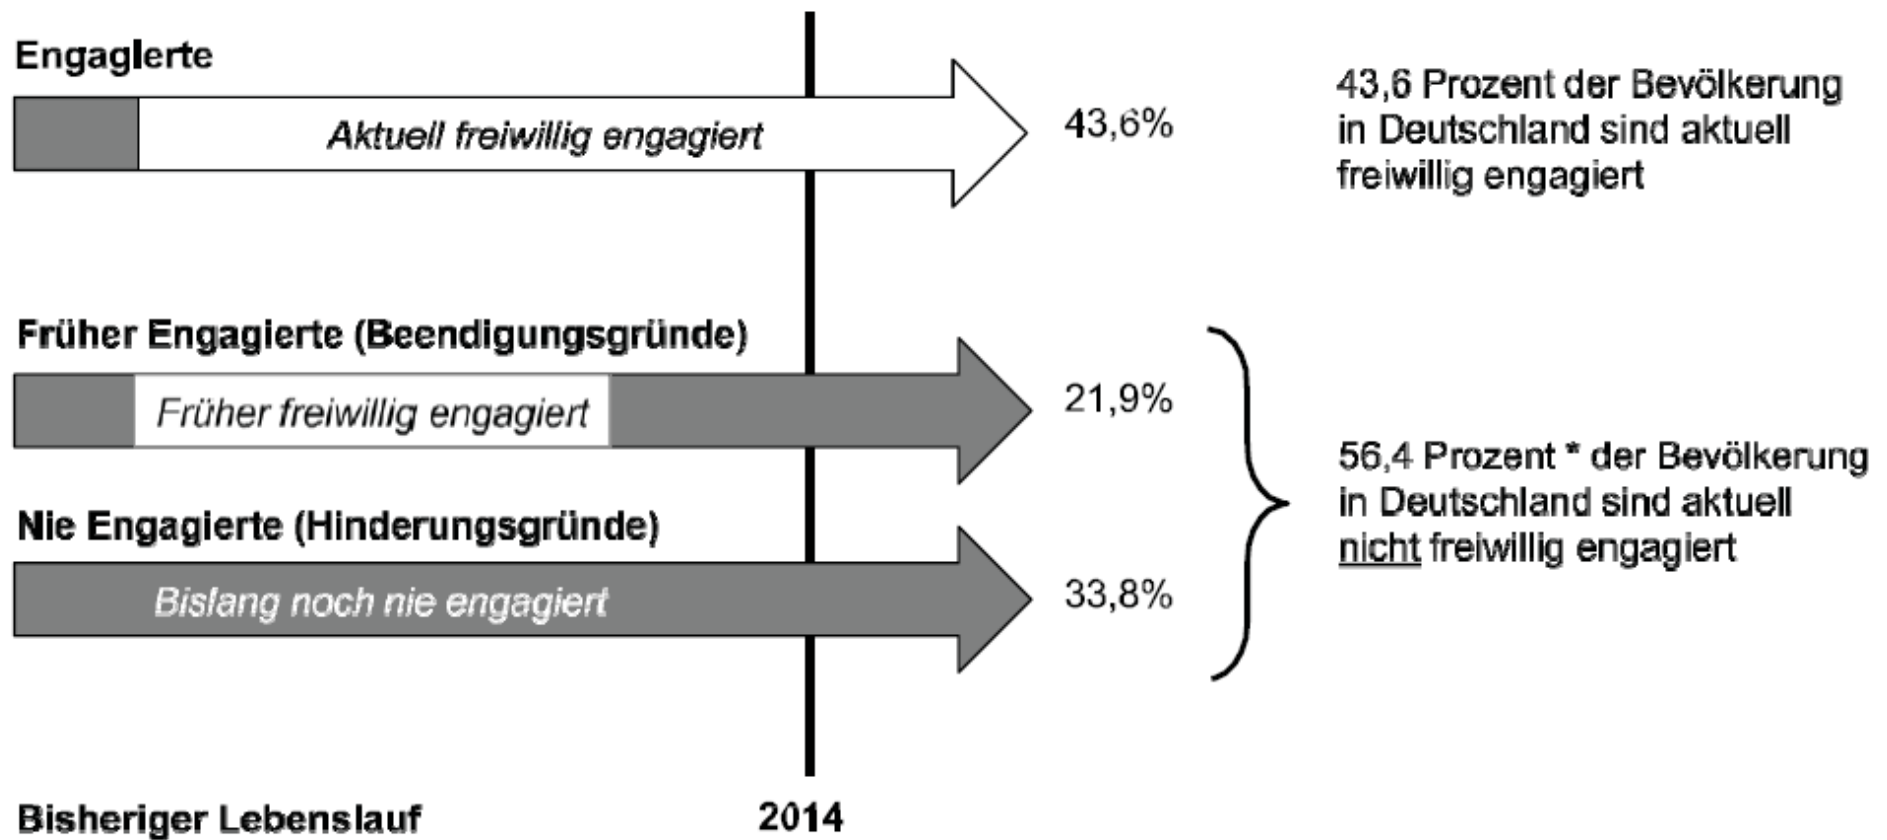 Engagierte
Aktuell freiwillig engagiert
43,6%
43,6 Prozent der Bevölkerung
in Deutschland sind aktuell
freiwillig engagiert
Früher Engagierte (Beendigungsgründe)
Früher freiwillig engagiert
21,9%
Nie Engagierte (Hinderungsgründe)
Bislang noch nie engagiert
33,8%
56,4 Prozent * der Bevölkerung
in Deutschland sind aktuell
nicht freiwillig engagiert
Bisheriger Lebenslauf
2014